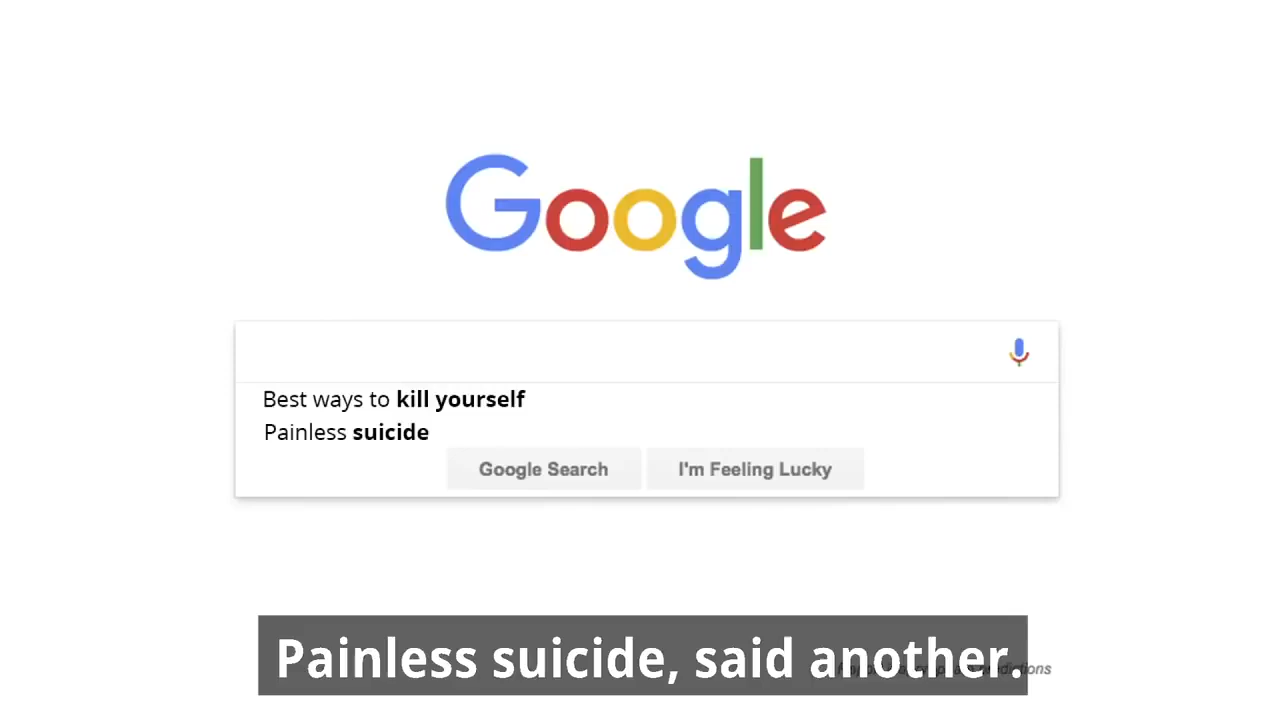 Google
Best ways to kill yourself
Painless suicide
Google Search I'm Feeling Lucky
Painless suicide, said another.